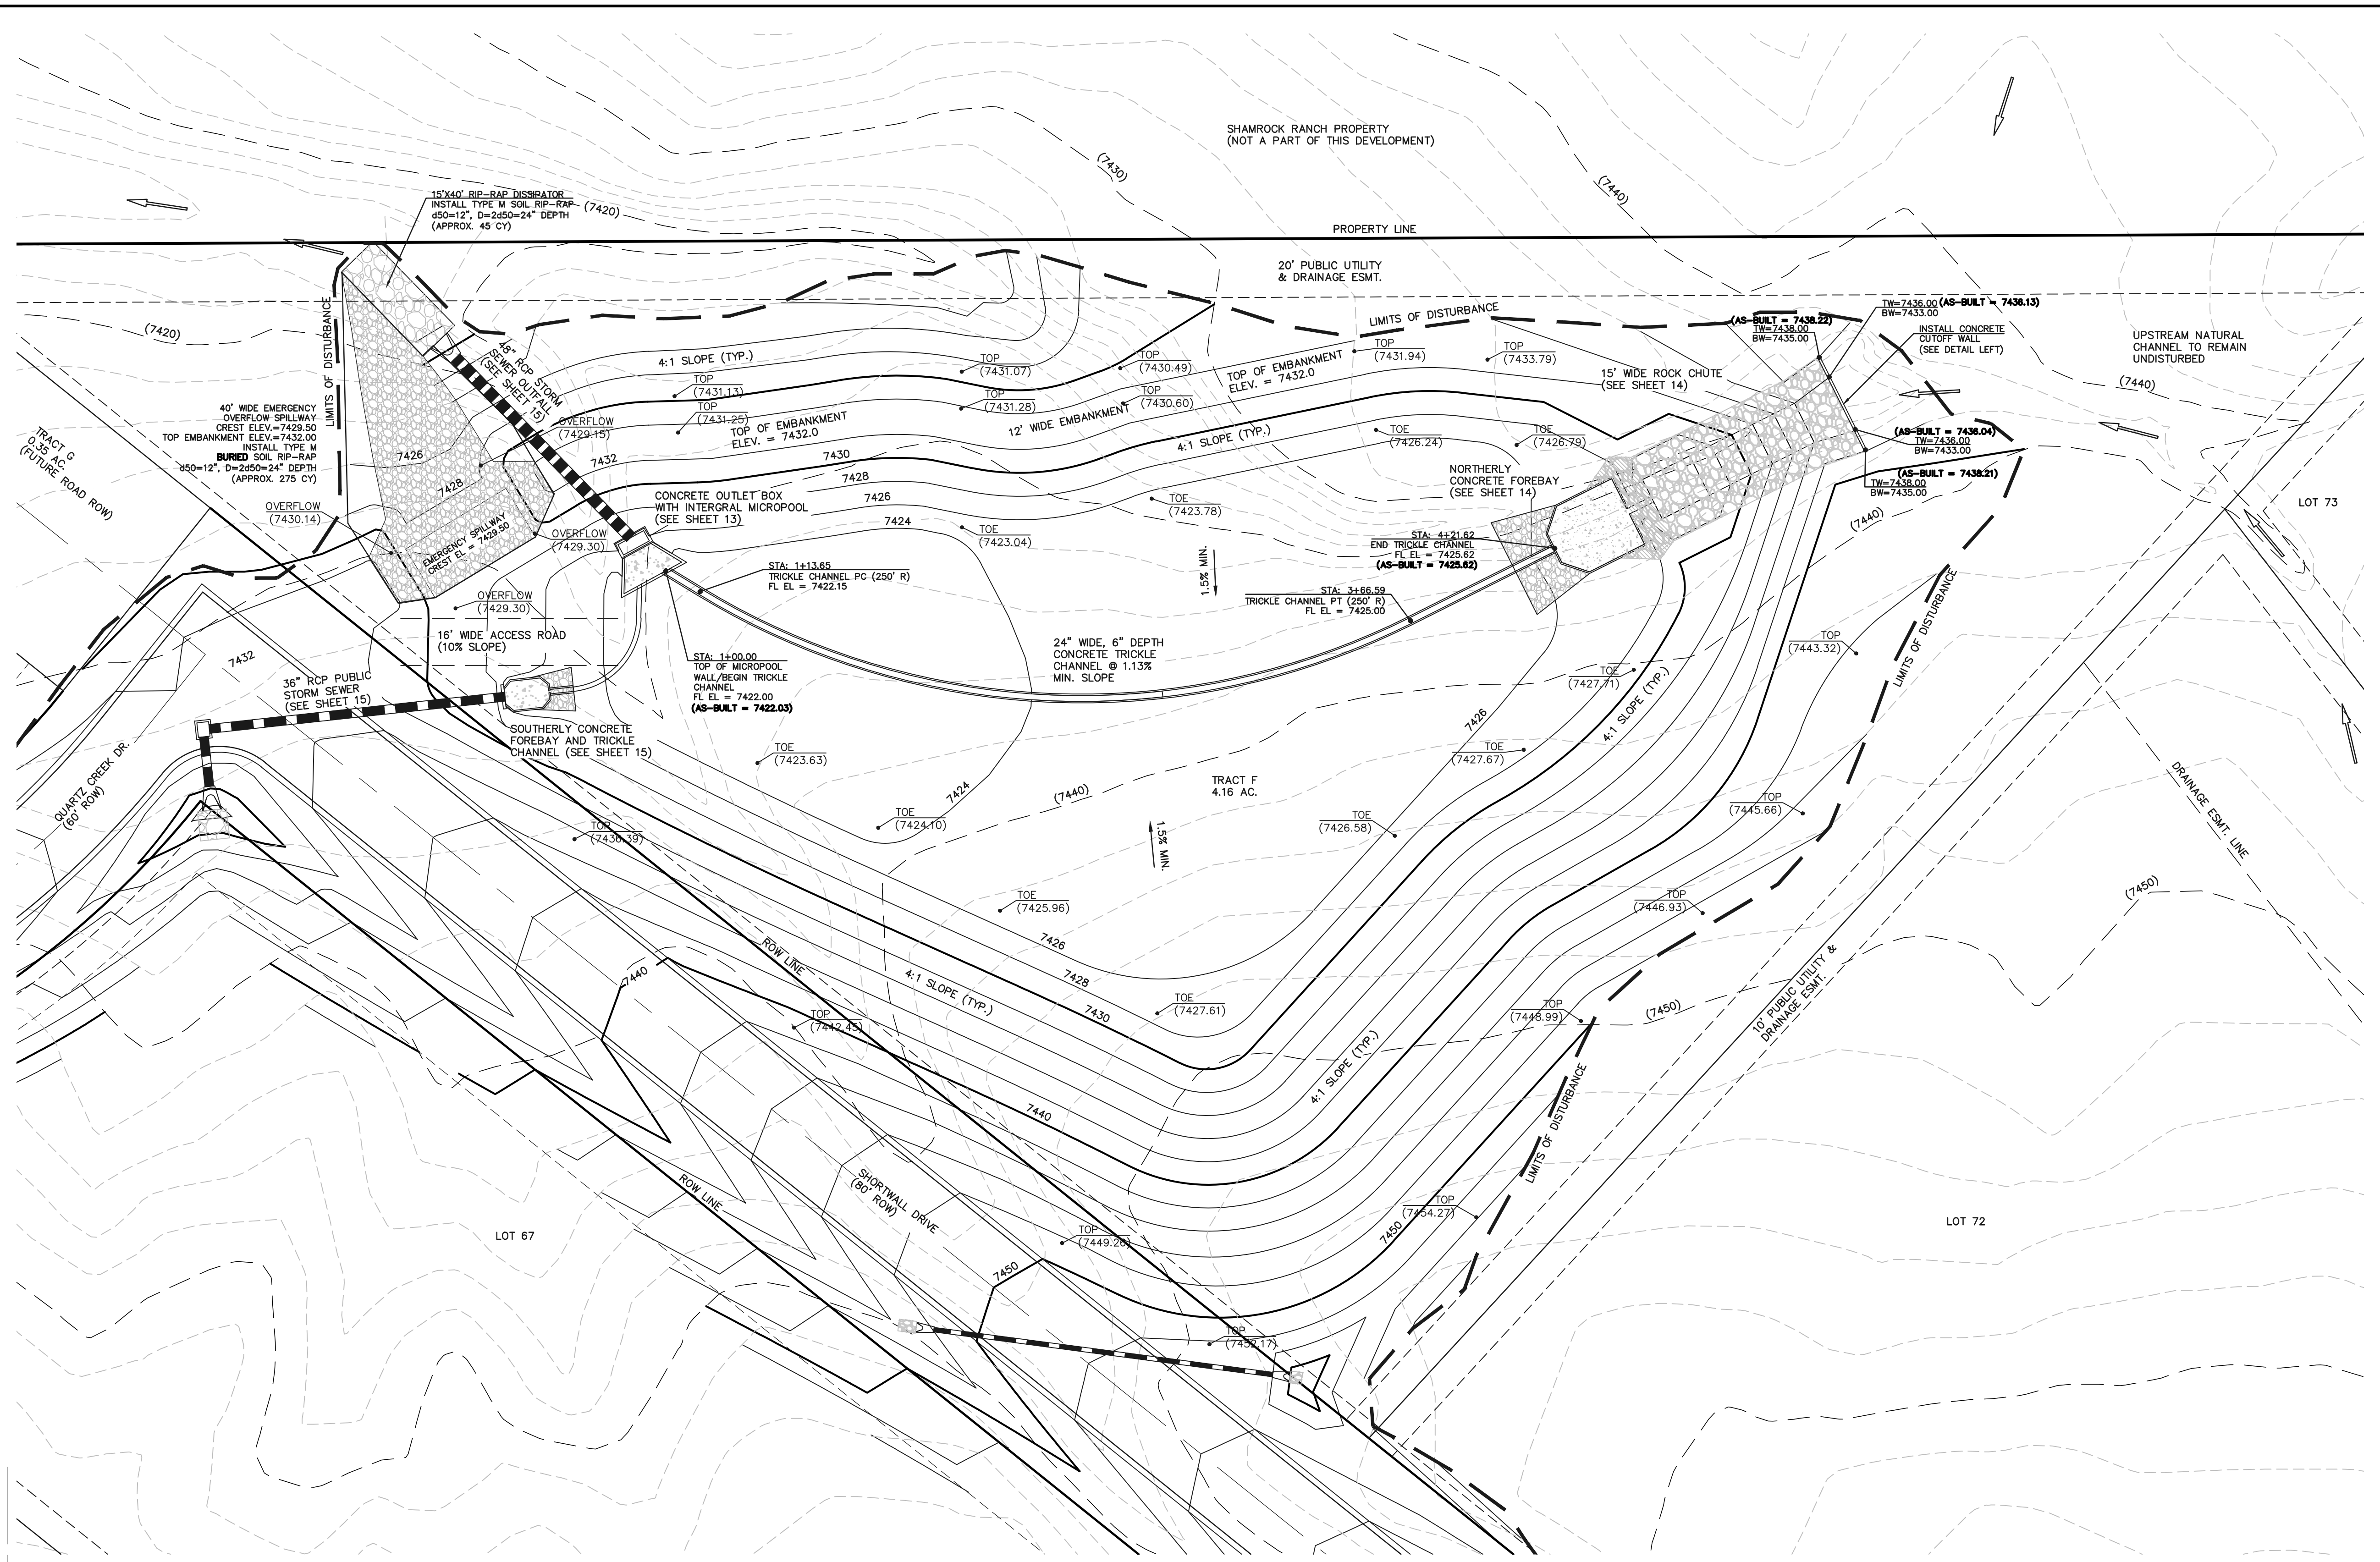 SHAMROCK RANCH PROPERTY
(NOT A PART OF THIS DEVELOPMENT)
(7430)
(7440)
15'X40' RIP-RAP DISSIPATOR
INSTALL TYPE M SOIL RIP-RAP
d50=12", D=2d50=24" DEPTH
(APPROX. 45 CY)
(7420)
PROPERTY LINE
20' PUBLIC UTILITY
& DRAINAGE ESMT.
LIMITS OF DISTURBANCE
(7420)
LIMITS OF DISTURBANCE
TW=7436.00 (AS-BUILT = 7436.13)
BW=7433.00
(AS-BUILT = 7438.22)
TW=7438.00
BW=7435.00
INSTALL CONCRETE
CUTOFF WALL
(SEE DETAIL LEFT)
UPSTREAM NATURAL
CHANNEL TO REMAIN
UNDISTURBED
(7440)
48" RCP STORM
SEWER OUTFALL
(SEE SHEET 15)
4:1 SLOPE (TYP.)
TOP
(7431.13)
TOP
(7431.25)
TOP
(7431.07)
TOP
(7431.28)
TOP
(7430.49)
TOP
(7430.60)
TOP OF EMBANKMENT
ELEV. = 7432.0
TOP
(7431.94)
TOP
(7433.79)
15' WIDE ROCK CHUTE
(SEE SHEET 14)
40' WIDE EMERGENCY
OVERFLOW SPILLWAY
CREST ELEV.=7429.50
TOP EMBANKMENT ELEV.=7432.00
INSTALL TYPE M
BURIED SOIL RIP-RAP
d50=12", D=2d50=24" DEPTH
(APPROX. 275 CY)
OVERFLOW
(7429.15)
TOP OF EMBANKMENT
ELEV. = 7432.0
12' WIDE EMBANKMENT
4:1 SLOPE (TYP.)
TOE
(7426.24)
TOE
(7426.79)
(AS-BUILT = 7436.04)
TW=7436.00
BW=7433.00
(AS-BUILT = 7438.21)
TW=7438.00
BW=7435.00
TRACT G
0.35 AC.
(FUTURE ROAD ROW)
7426
7428
7432
7430
7428
7426
7424
NORTHERLY
CONCRETE FOREBAY
(SEE SHEET 14)
LOT 73
(7440)
OVERFLOW
(7430.14)
EMERGENCY SPILLWAY
CREST EL = 7429.50
OVERFLOW
(7429.30)
CONCRETE OUTLET BOX
WITH INTERGRAL MICROPOOL
(SEE SHEET 13)
TOE
(7423.04)
TOE
(7423.78)
STA: 4+21.62
END TRICKLE CHANNEL
FL EL = 7425.62
(AS-BUILT = 7425.62)
1.5% MIN.
STA: 1+13.65
TRICKLE CHANNEL PC (250' R)
FL EL = 7422.15
STA: 3+66.59
TRICKLE CHANNEL PT (250' R)
FL EL = 7425.00
OVERFLOW
(7429.30)
16' WIDE ACCESS ROAD
(10% SLOPE)
24" WIDE, 6" DEPTH
CONCRETE TRICKLE
CHANNEL @ 1.13%
MIN. SLOPE
TOP
(7443.32)
LIMITS OF DISTURBANCE
7432
36" RCP PUBLIC
STORM SEWER
(SEE SHEET 15)
STA: 1+00.00
TOP OF MICROPOOL
WALL/BEGIN TRICKLE
CHANNEL
FL EL = 7422.00
(AS-BUILT = 7422.03)
TOE
(7427.71)
4:1 SLOPE (TYP.)
SOUTHERLY CONCRETE
FOREBAY AND TRICKLE
CHANNEL (SEE SHEET 15)
QUARTZ CREEK DR.
(60' ROW)
TOE
(7423.63)
7426
TOE
(7427.67)
TRACT F
4.16 AC.
7424
(7440)
TOP
(7445.66)
DRAINAGE ESMT. LINE
TOP
(7436.39)
TOE
(7424.10)
1.5% MIN.
TOE
(7426.58)
(7450)
TOE
(7425.96)
TOP
(7446.93)
7426
ROW LINE
7440
7428
4:1 SLOPE (TYP.)
10' PUBLIC UTILITY &
DRAINAGE ESMT.
7430
TOE
(7427.61)
TOP
(7448.99)
(7450)
TOP
(7442.45)
4:1 SLOPE (TYP.)
7440
LIMITS OF DISTURBANCE
ROW LINE
SHORTWALL DRIVE
(80' ROW)
TOP
(7454.27)
LOT 67
LOT 72
TOP
(7449.26)
7450
7450
TOP
(7452.17)